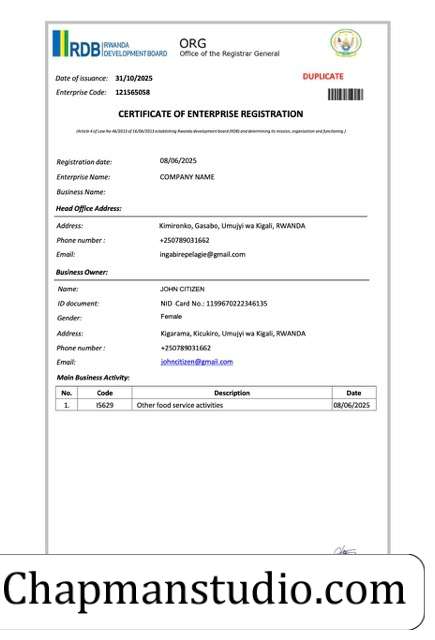 RDB RWANDA
DEVELOPMENT BOARD
ORG
Office of the Registrar General
Date of issuance: 31/10/2025
DUPLICATE
Enterprise Code: 121565058
CERTIFICATE OF ENTERPRISE REGISTRATION
(Article 4 of Law No 46/2013 of 16/06/2013 establishing Rwanda development board (RDB) and determining its mission, organisation and functioning )
Registration date: 08/06/2025
Enterprise Name: COMPANY NAME
Business Name:
Head Office Address:
Address: Kimironko, Gasabo, Umujyi wa Kigali, RWANDA
Phone number : +250789031662
Email: ingabirepelagie@gmail.com
Business Owner:
Name: JOHN CITIZEN
ID document: NID Card No.: 1199670222346135
Gender: Female
Address: Kigarama, Kicukiro, Umujyi wa Kigali, RWANDA
Phone number : +250789031662
Email: johncitizen@gmail.com
Main Business Activity:
No. Code Description Date
1. I5629 Other food service activities 08/06/2025
Chapmanstudio.com